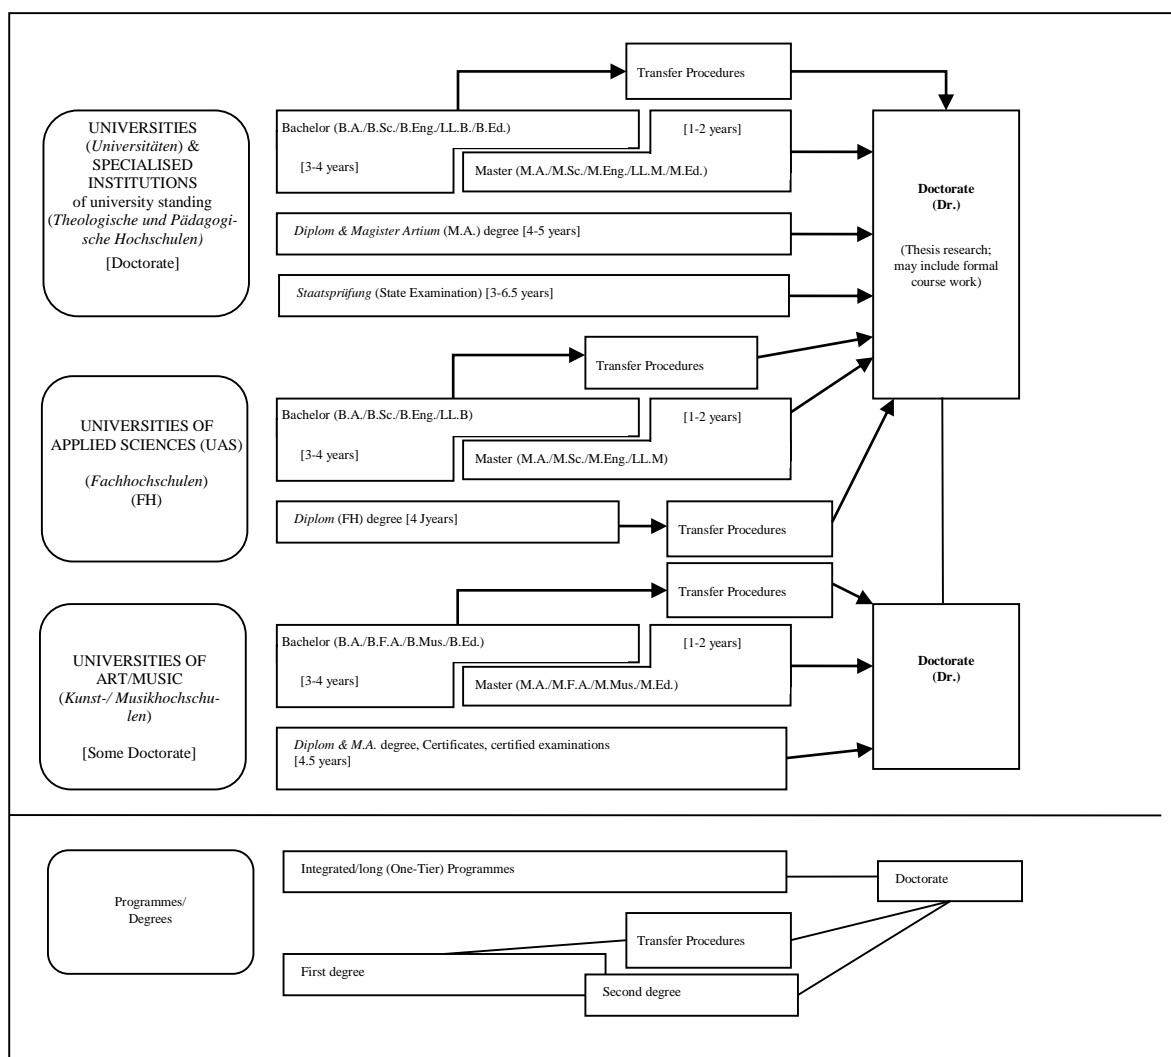 Transfer Procedures
UNIVERSITIES
(Universitäten) &
SPECIALISED
INSTITUTIONS
of university standing
(Theologische und Pädagogi-
sche Hochschulen)
[Doctorate]
Bachelor (B.A./B.Sc./B.Eng./LL.B./B.Ed.)
[3-4 years]
[1-2 years]
Master (M.A./M.Sc./M.Eng./LL.M./M.Ed.)
Diplom & Magister Artium (M.A.) degree [4-5 years]
Staatsprüfung (State Examination) [3-6.5 years]
Doctorate
(Dr.)
(Thesis research;
may include formal
course work)
Transfer Procedures
UNIVERSITIES OF
APPLIED SCIENCES (UAS)
(Fachhochschulen)
(FH)
Bachelor (B.A./B.Sc./B.Eng./LL.B)
[3-4 years]
[1-2 years]
Master (M.A./M.Sc./M.Eng./LL.M)
Diplom (FH) degree [4 Jyears]
Transfer Procedures
Transfer Procedures
UNIVERSITIES OF
ART/MUSIC
(Kunst-/ Musikhochschu-
len)
[Some Doctorate]
Bachelor (B.A./B.F.A./B.Mus./B.Ed.)
[3-4 years]
[1-2 years]
Master (M.A./M.F.A./M.Mus./M.Ed.)
Diplom & M.A. degree, Certificates, certified examinations
[4.5 years]
Doctorate
(Dr.)
Programmes/
Degrees
Integrated/long (One-Tier) Programmes
Doctorate
Transfer Procedures
First degree
Second degree